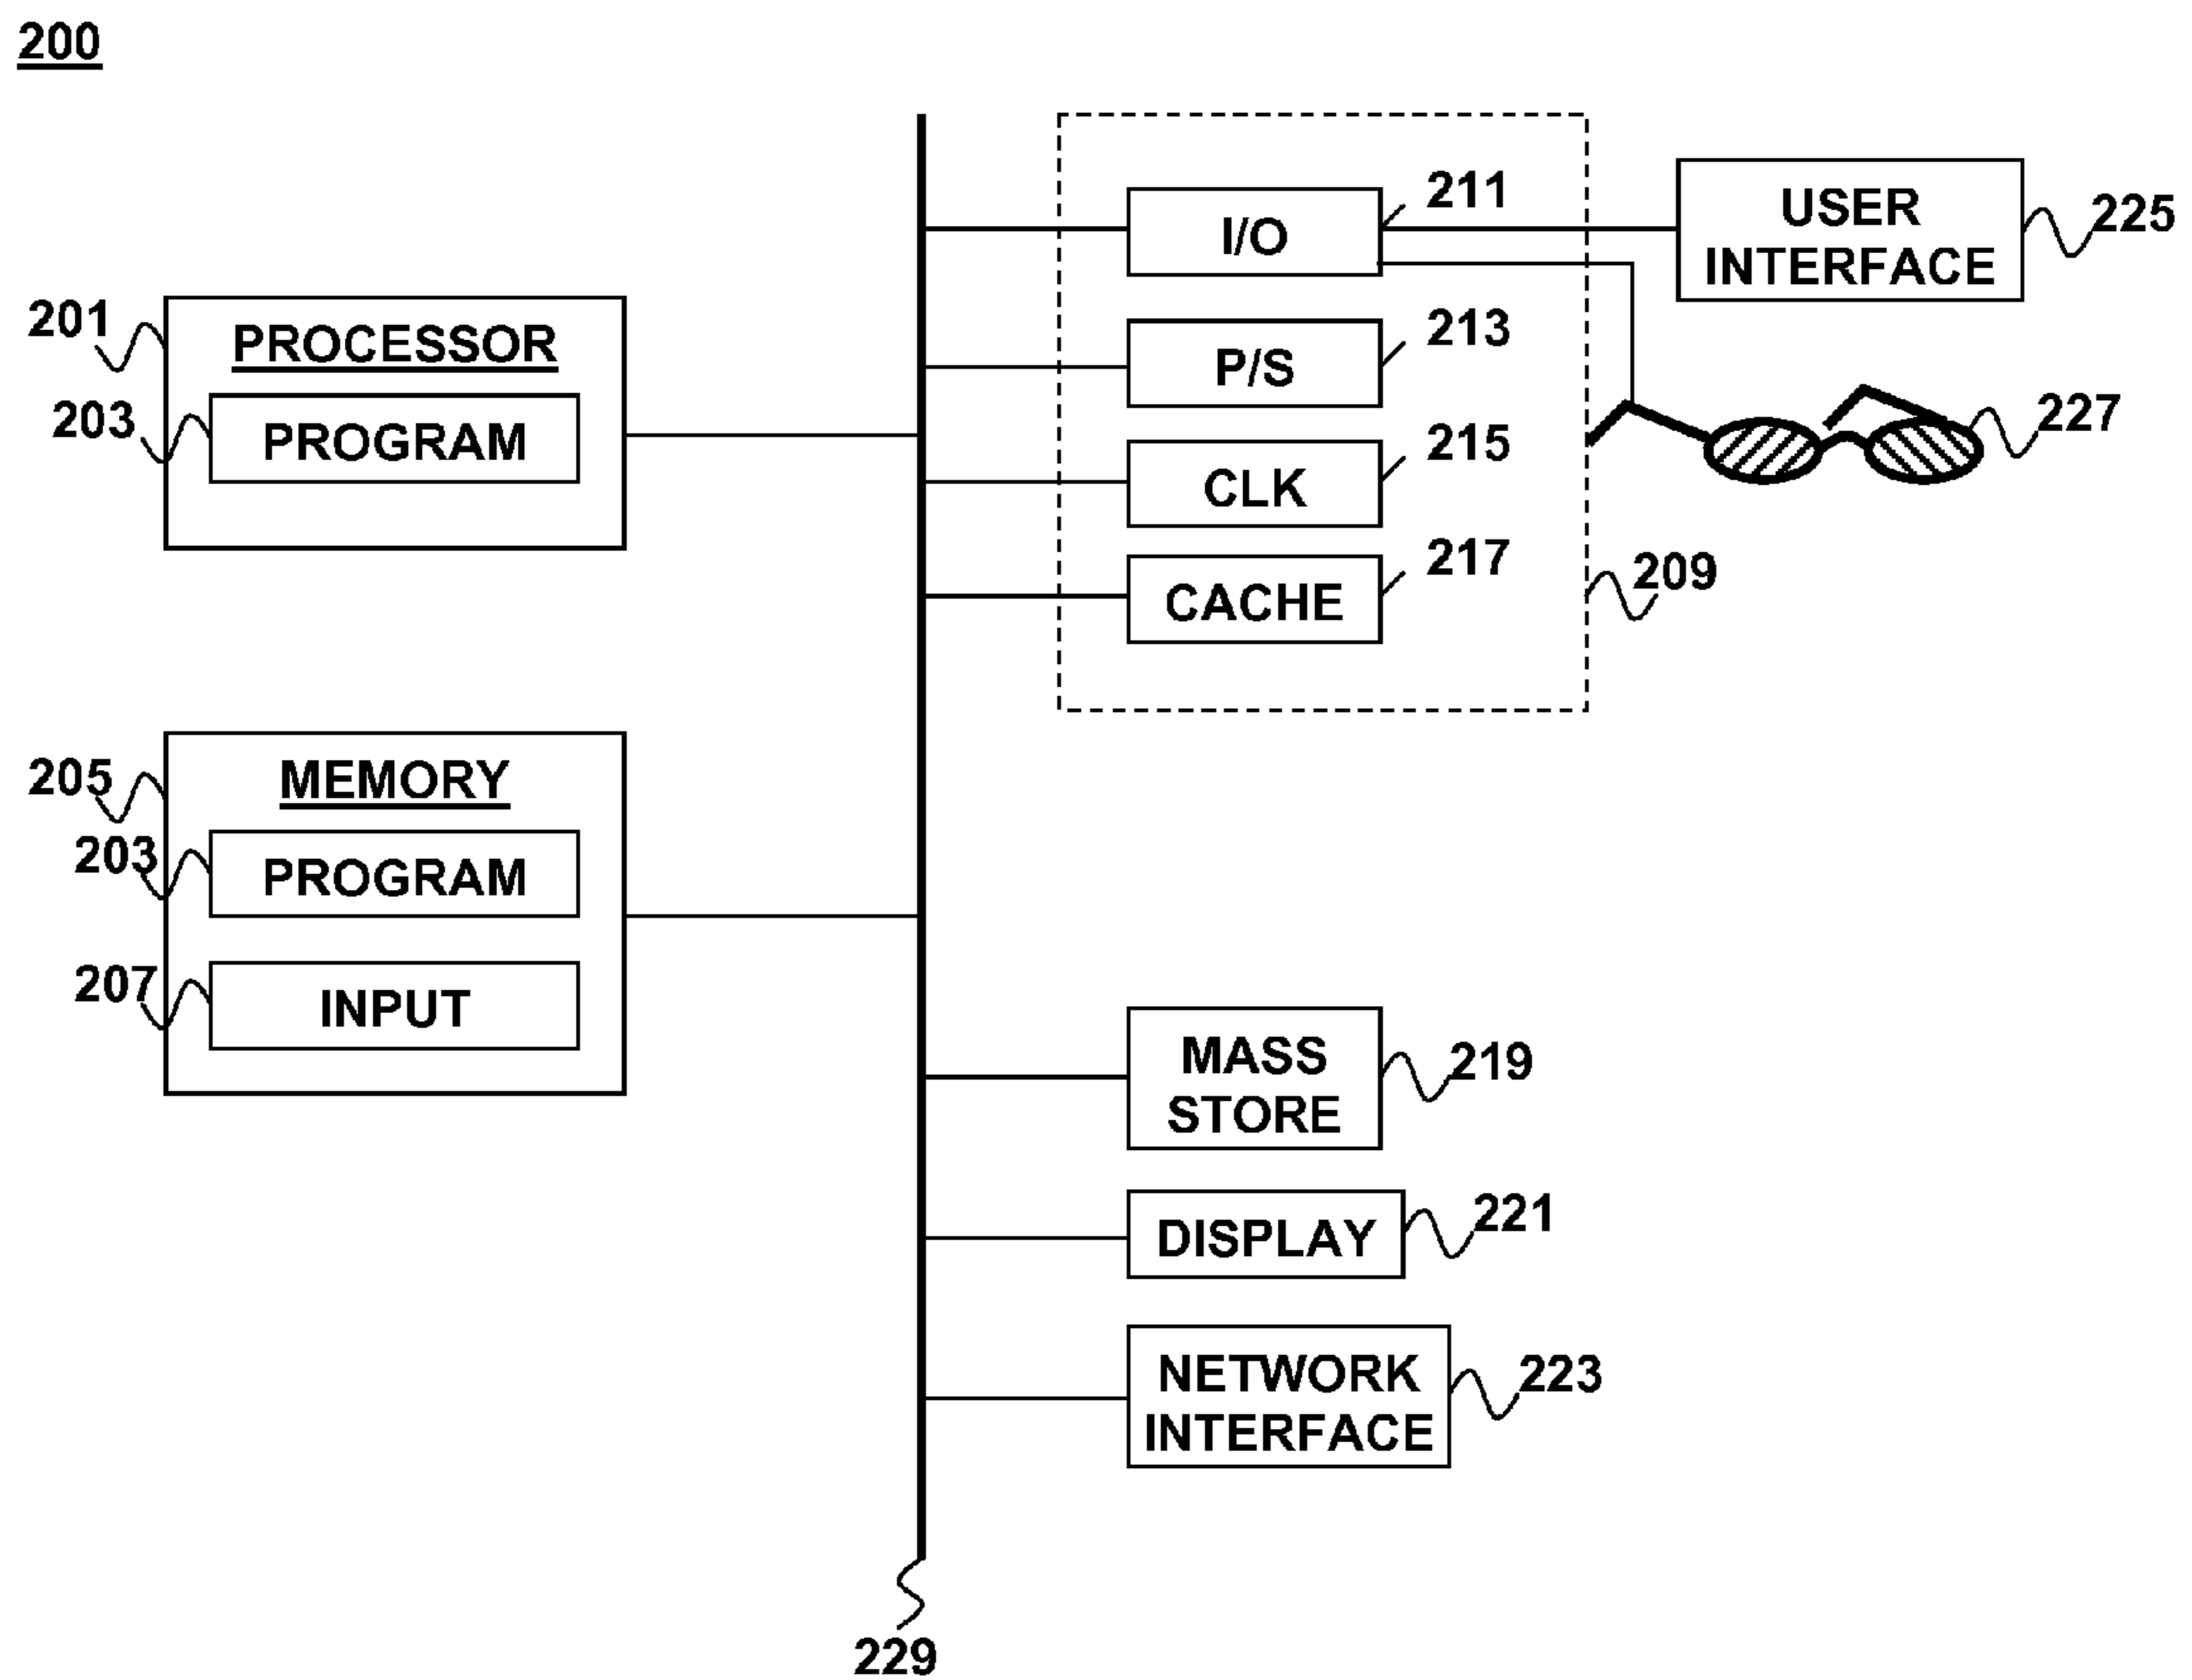 200
201
PROCESSOR
203
PROGRAM
205
MEMORY
203
PROGRAM
207
INPUT
211
I/O
213
P/S
215
CLK
217
CACHE
209
USER
INTERFACE
225
227
MASS
STORE
219
DISPLAY
221
NETWORK
INTERFACE
223
229